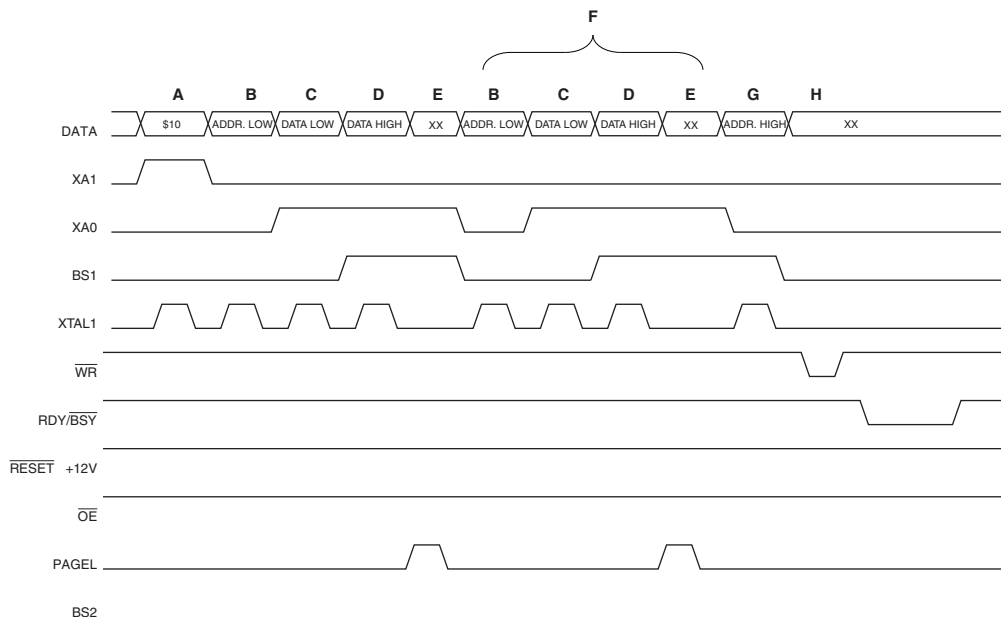 F
A B C D E B C D E G H
DATA $10 ADDR. LOW DATA LOW DATA HIGH XX ADDR. LOW DATA LOW DATA HIGH XX ADDR. HIGH XX
XA1
XA0
BS1
XTAL1
WR
RDY/BSY
RESET +12V
OE
PAGEL
BS2